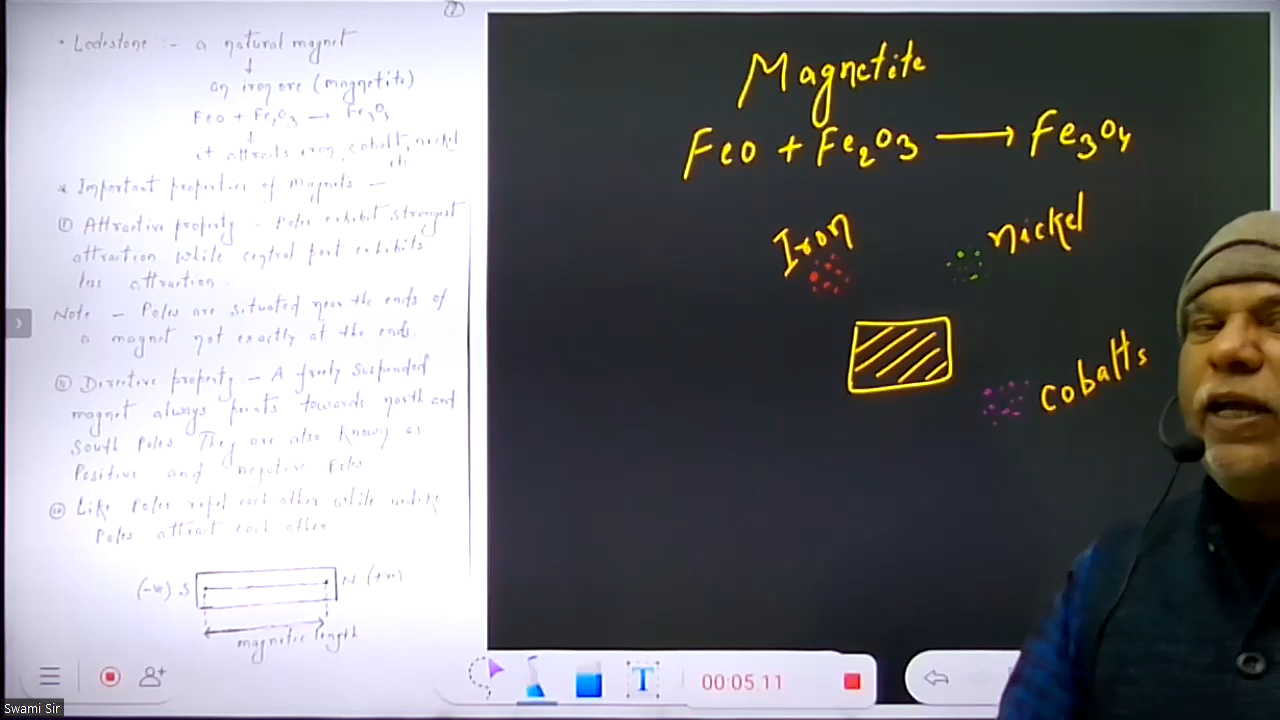 (2)
• Lodestone :- a natural magnet
↓
an iron ore (magnetite)
FeO + Fe₂O₃ → Fe₃O₄
↓
it attracts iron, cobalt, nickel
etc
* Important properties of Magnets –
(i) Attractive property – Poles exhibit strongest
attraction while central part exhibits
less attraction.
Note – Poles are situated near the ends of
a magnet not exactly at the ends.
(ii) Directive property :- A freely suspended
magnet always points towards north and
South Poles They are also known as
Positive and negative Poles
(iii) Like Poles repel each other while unlike
Poles attract each other
(-ve) S N (+ve)
magnetic length
Magnetite
FeO + Fe₂O₃ → Fe₃O₄
Iron
nickel
cobalts
T
00:05:11
Swami Sir